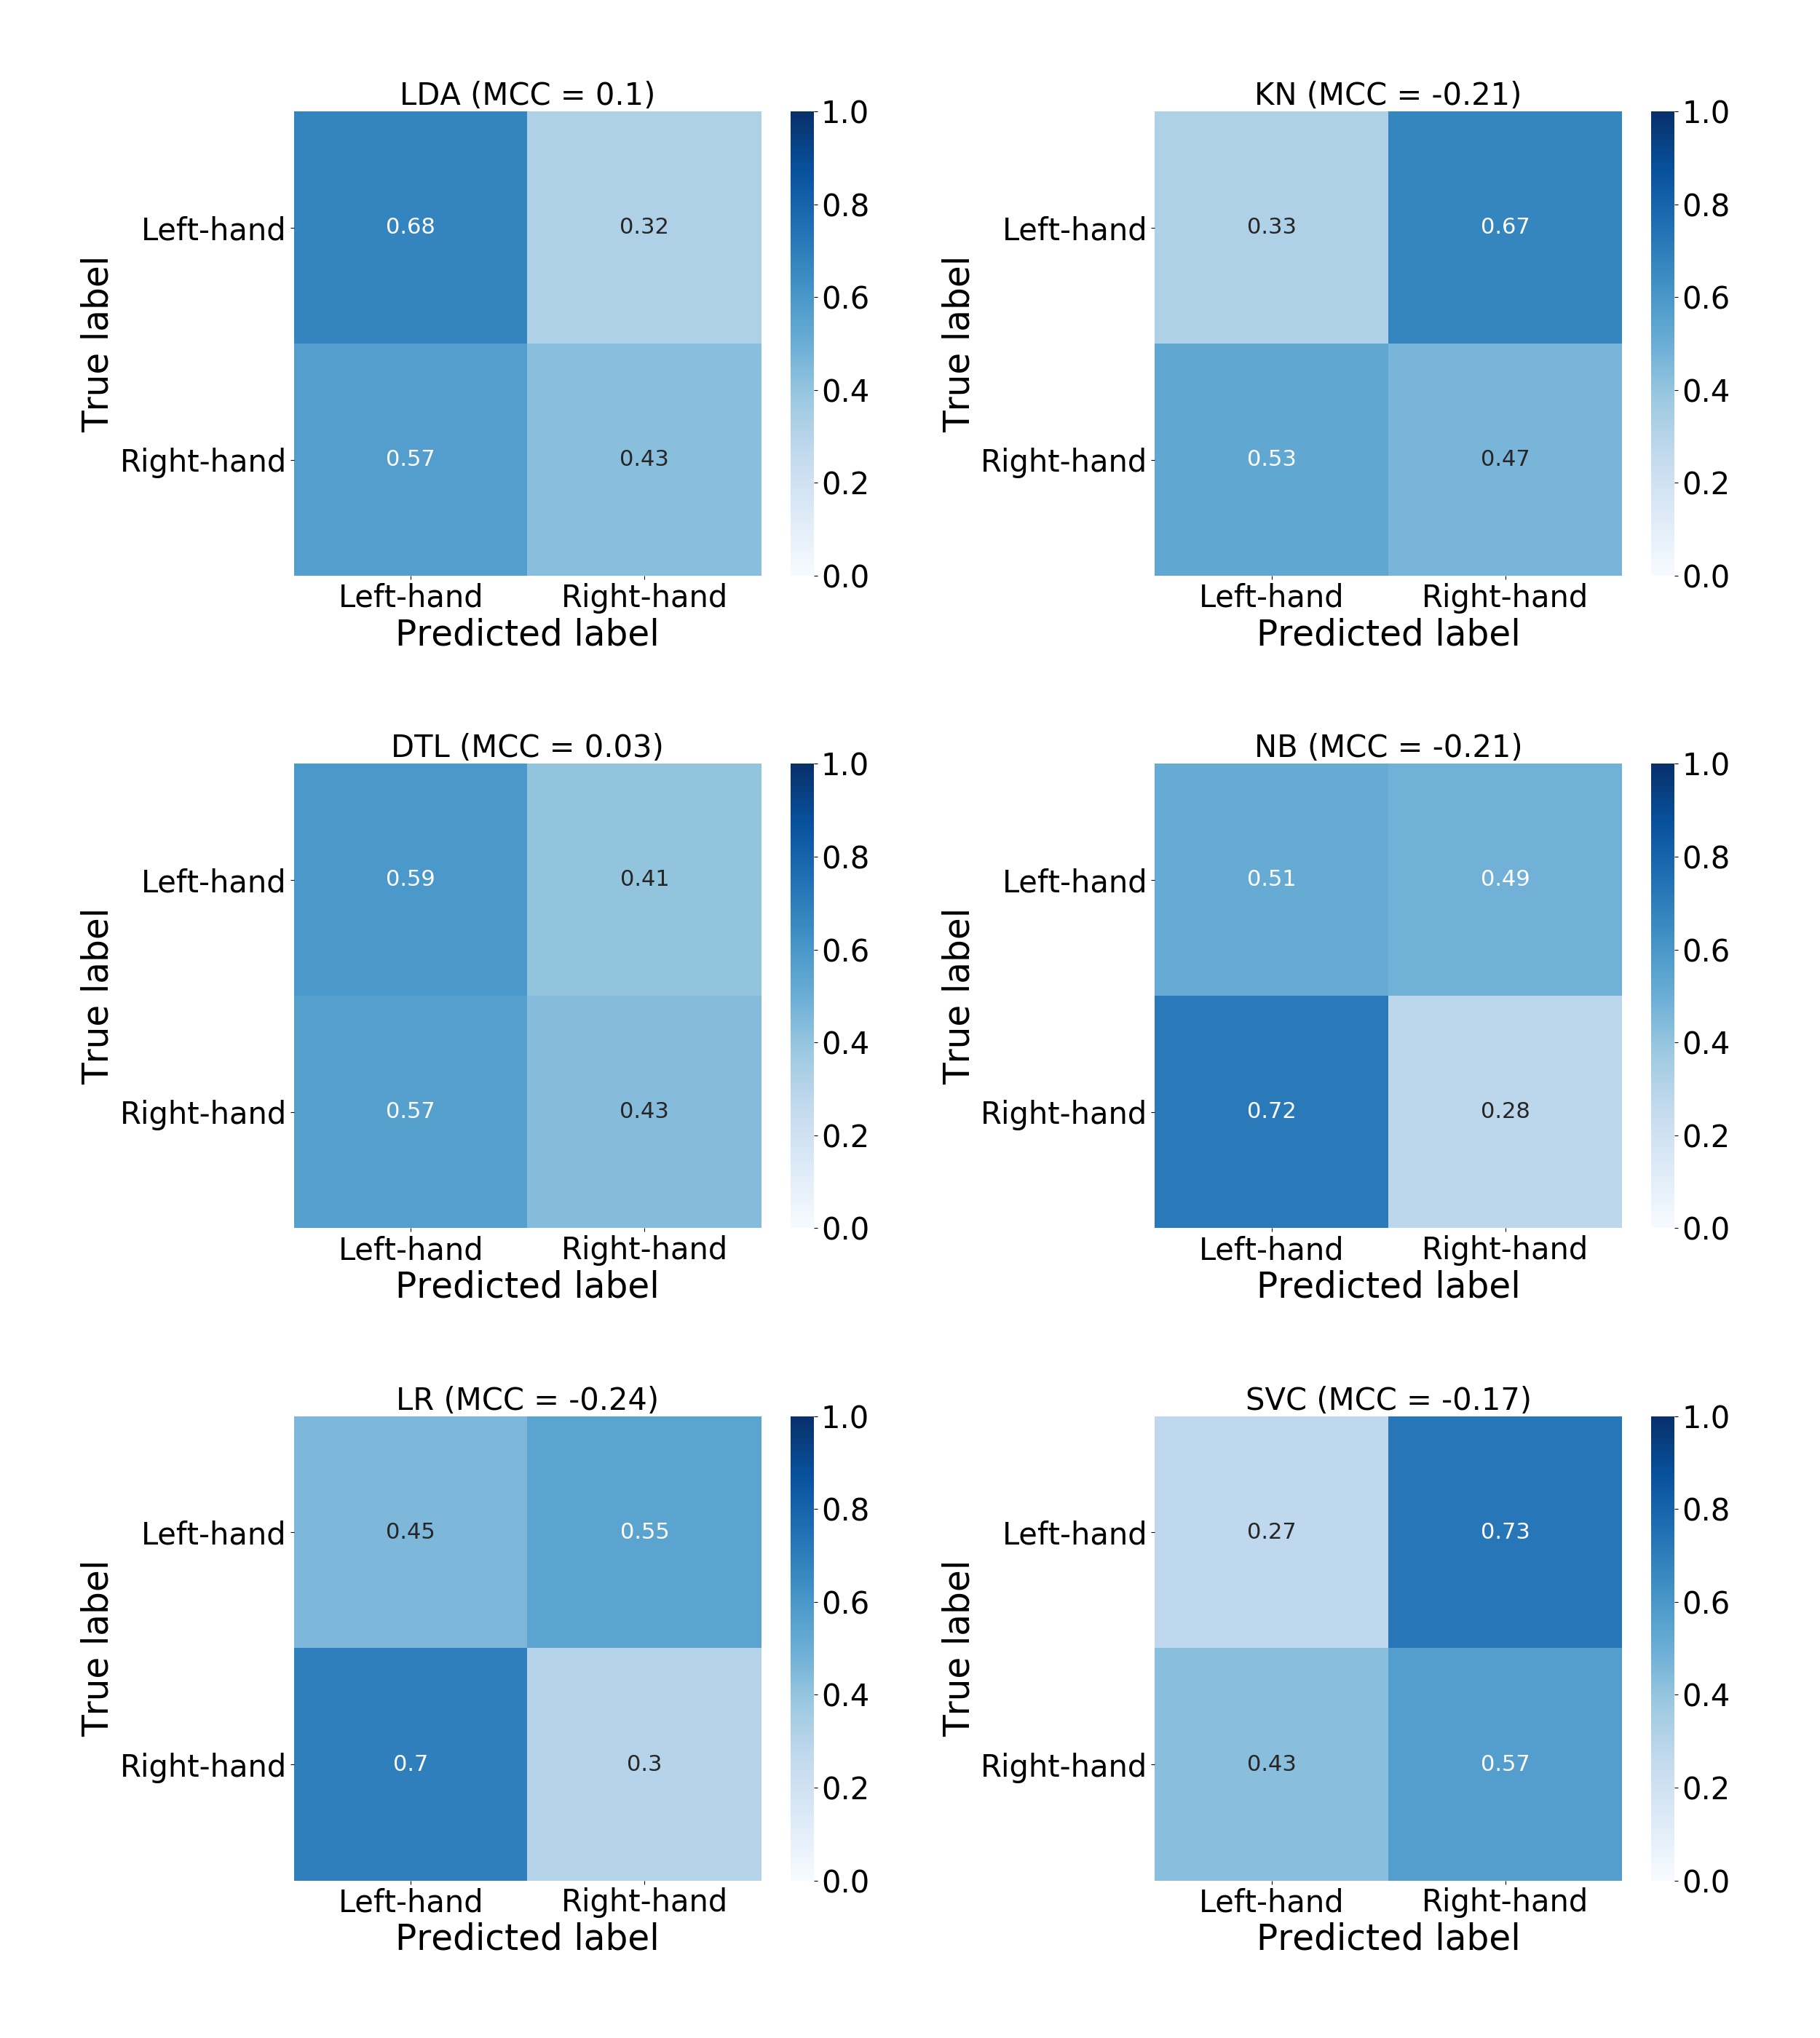 LDA (MCC = 0.1)
True label
Left-hand
Right-hand
0.68
0.32
0.57
0.43
Left-hand
Right-hand
Predicted label
1.0
0.8
0.6
0.4
0.2
0.0
KN (MCC = -0.21)
True label
Left-hand
Right-hand
0.33
0.67
0.53
0.47
Left-hand
Right-hand
Predicted label
1.0
0.8
0.6
0.4
0.2
0.0
DTL (MCC = 0.03)
True label
Left-hand
Right-hand
0.59
0.41
0.57
0.43
Left-hand
Right-hand
Predicted label
1.0
0.8
0.6
0.4
0.2
0.0
NB (MCC = -0.21)
True label
Left-hand
Right-hand
0.51
0.49
0.72
0.28
Left-hand
Right-hand
Predicted label
1.0
0.8
0.6
0.4
0.2
0.0
LR (MCC = -0.24)
True label
Left-hand
Right-hand
0.45
0.55
0.7
0.3
Left-hand
Right-hand
Predicted label
1.0
0.8
0.6
0.4
0.2
0.0
SVC (MCC = -0.17)
True label
Left-hand
Right-hand
0.27
0.73
0.43
0.57
Left-hand
Right-hand
Predicted label
1.0
0.8
0.6
0.4
0.2
0.0